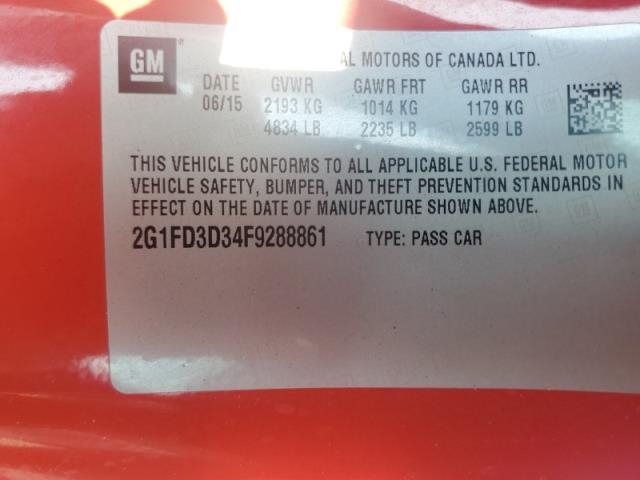 GM
AL MOTORS OF CANADA LTD.
DATE GVWR GAWR FRT GAWR RR
06/15 2193 KG 1014 KG 1179 KG
4834 LB 2235 LB 2599 LB
THIS VEHICLE CONFORMS TO ALL APPLICABLE U.S. FEDERAL MOTOR
VEHICLE SAFETY, BUMPER, AND THEFT PREVENTION STANDARDS IN
EFFECT ON THE DATE OF MANUFACTURE SHOWN ABOVE.
2G1FD3D34F9288861 TYPE: PASS CAR